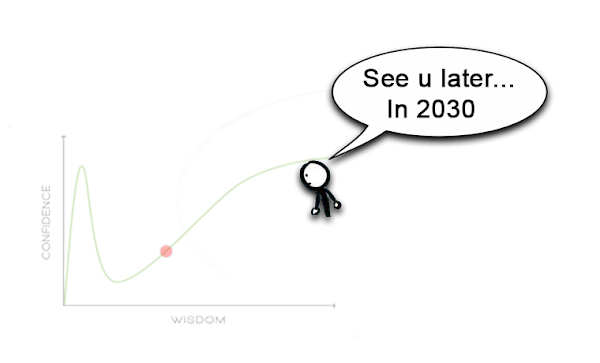 See u later...
In 2030
CONFIDENCE
WISDOM